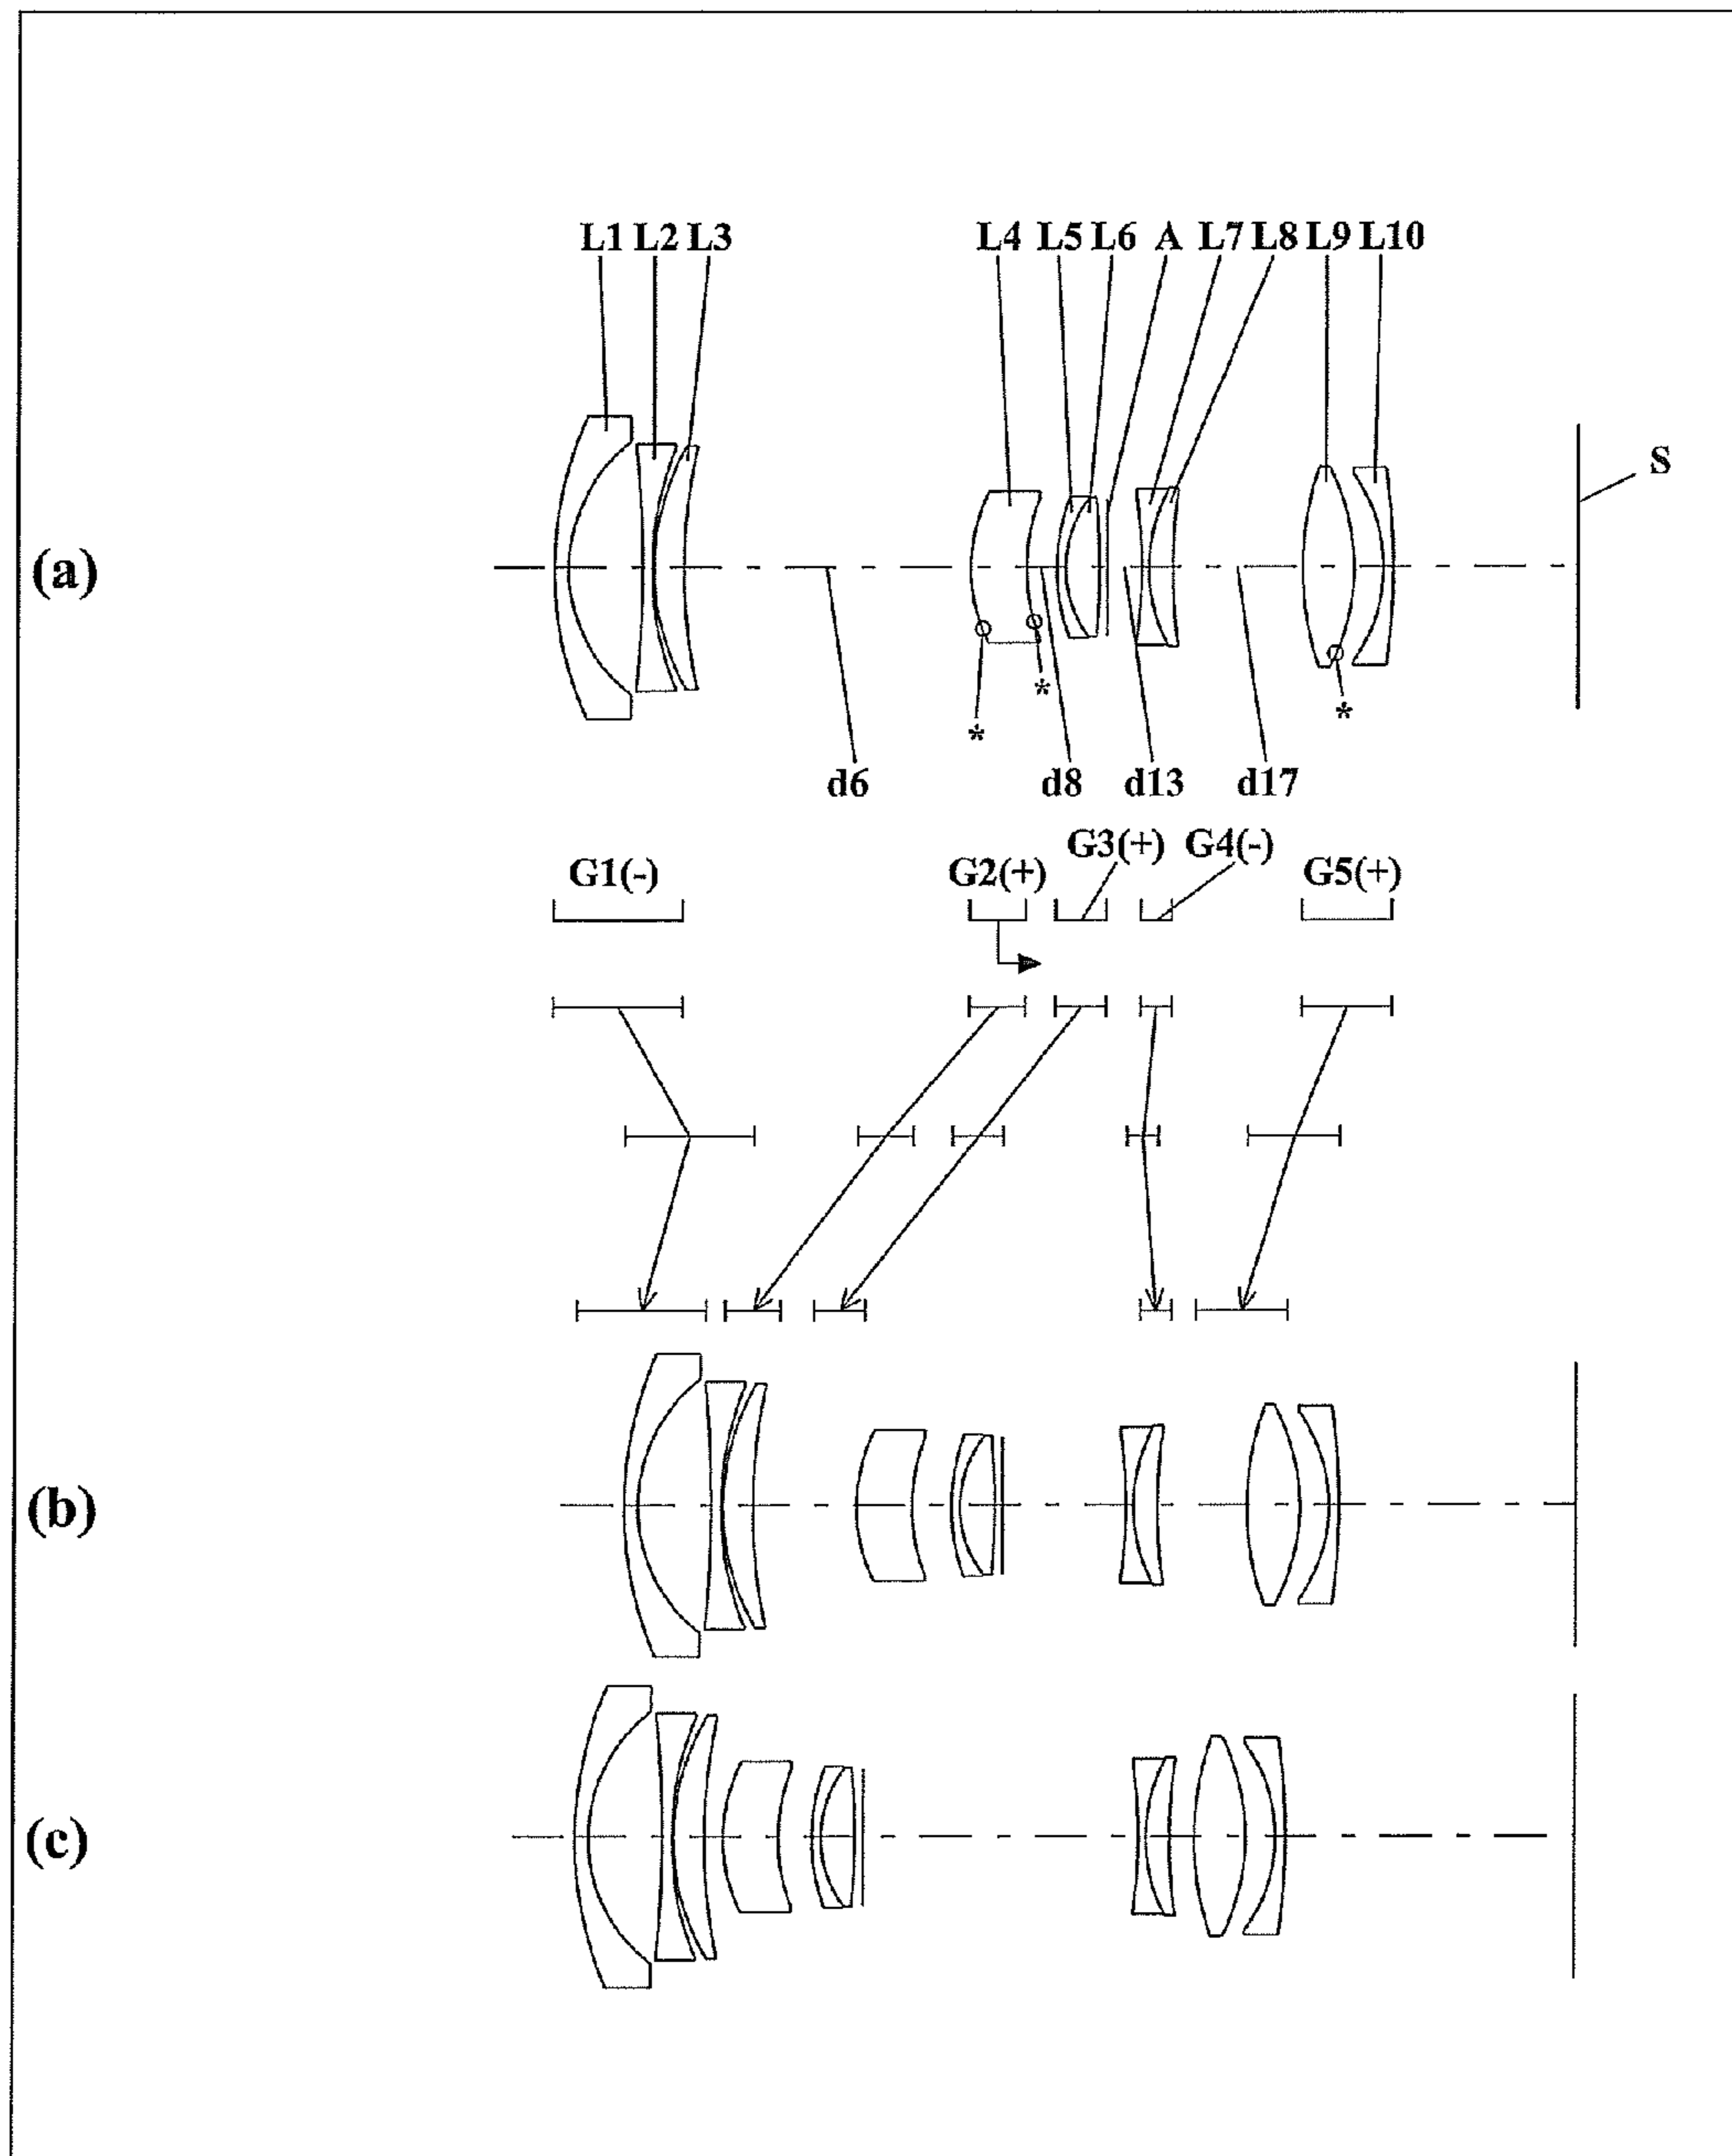 L1 L2 L3 L4 L5 L6 A L7 L8 L9 L10
S
(a)
* * *
d6 d8 d13 d17
G1(-) G2(+) G3(+) G4(-) G5(+)
(b)
(c)